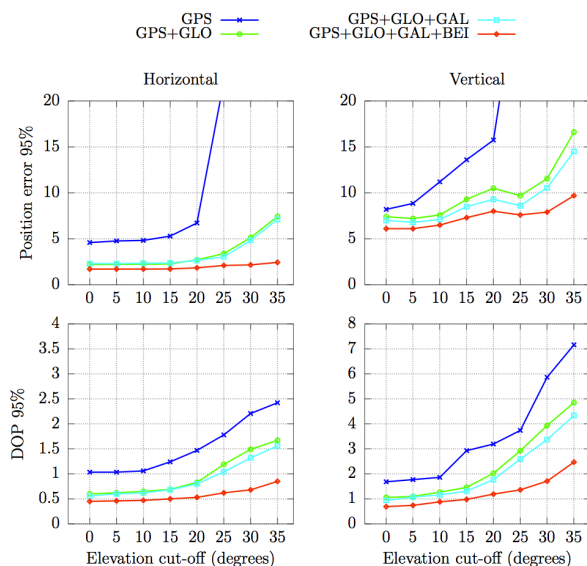 GPS
GPS+GLO
GPS+GLO+GAL
GPS+GLO+GAL+BEI
Horizontal
Vertical
Position error 95%
20
15
10
5
0
0 5 10 15 20 25 30 35
20
15
10
5
0
0 5 10 15 20 25 30 35
DOP 95%
4
3.5
3
2.5
2
1.5
1
0.5
0
0 5 10 15 20 25 30 35
Elevation cut-off (degrees)
8
7
6
5
4
3
2
1
0
0 5 10 15 20 25 30 35
Elevation cut-off (degrees)